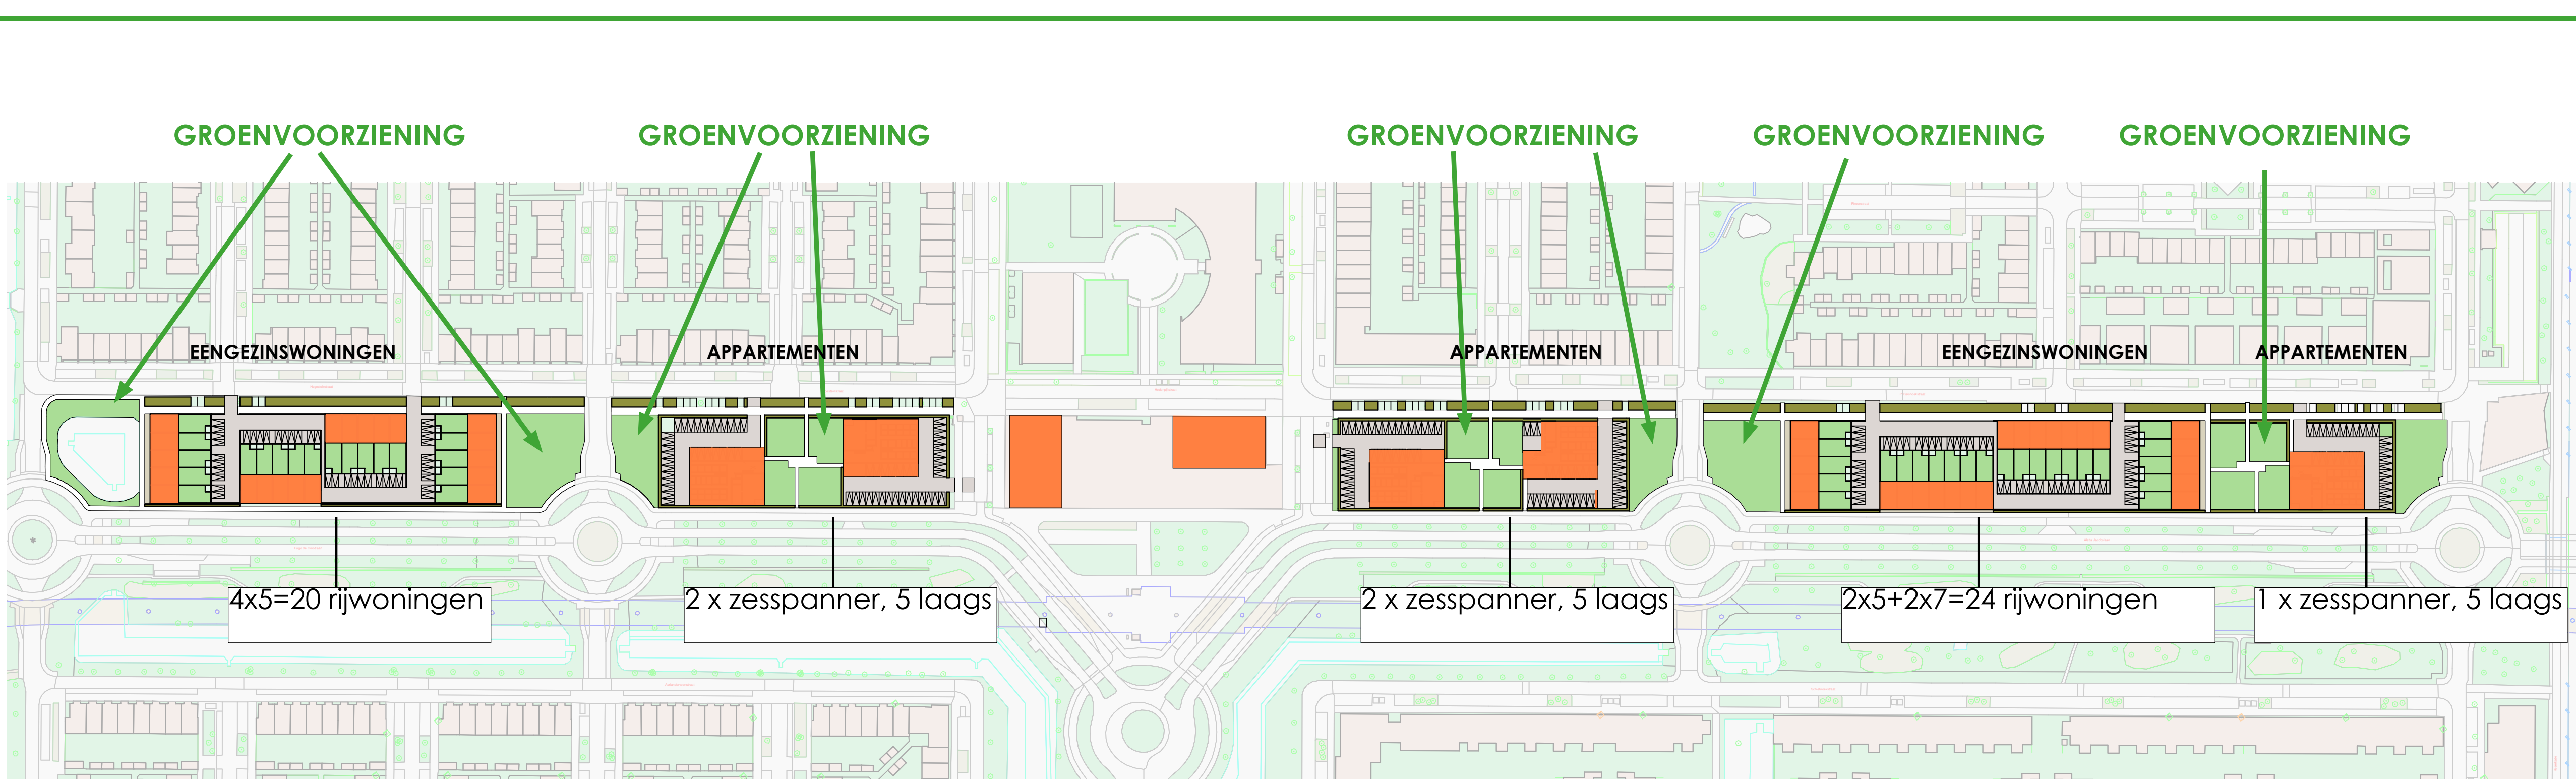 GROENVOORZIENING
GROENVOORZIENING
GROENVOORZIENING
GROENVOORZIENING
GROENVOORZIENING
EENGEZINSWONINGEN
APPARTEMENTEN
APPARTEMENTEN
EENGEZINSWONINGEN
APPARTEMENTEN
4x5=20 rijwoningen
2 x zesspanner, 5 laags
2 x zesspanner, 5 laags
2x5+2x7=24 rijwoningen
1 x zesspanner, 5 laags